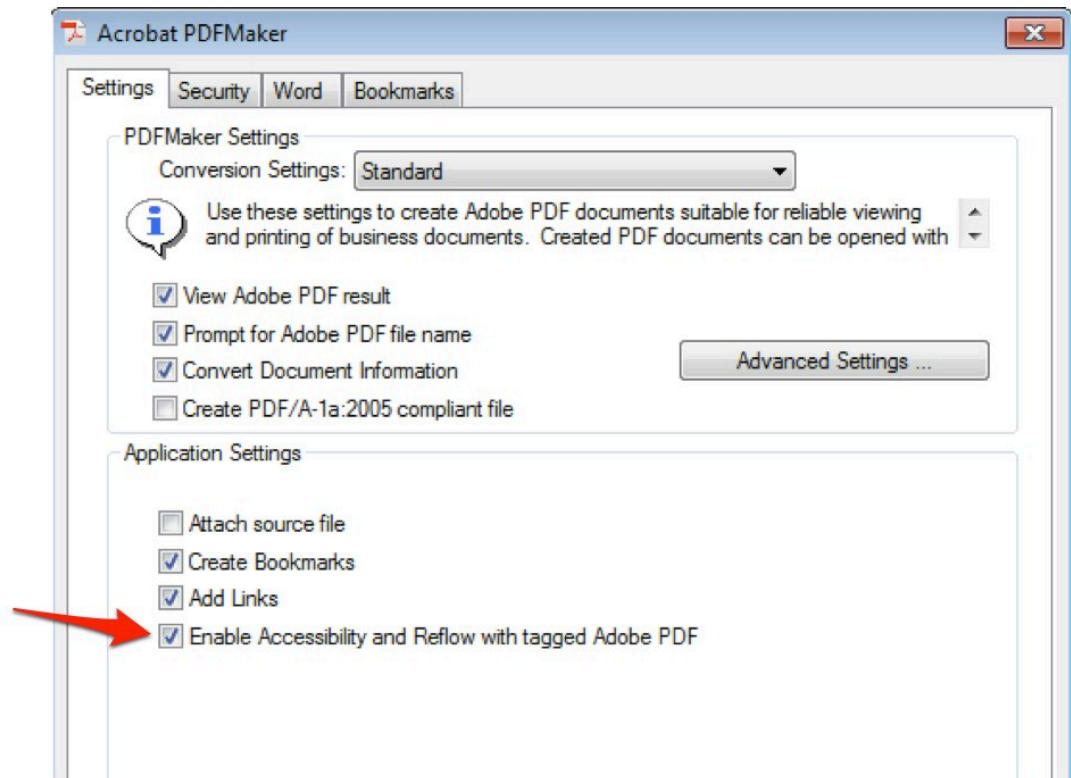 Acrobat PDFMaker
Settings Security Word Bookmarks
PDFMaker Settings
Conversion Settings: Standard
Use these settings to create Adobe PDF documents suitable for reliable viewing
and printing of business documents. Created PDF documents can be opened with
View Adobe PDF result
Prompt for Adobe PDF file name
Advanced Settings ...
Convert Document Information
Create PDF/A-1a:2005 compliant file
Application Settings
Attach source file
Create Bookmarks
Add Links
Enable Accessibility and Reflow with tagged Adobe PDF